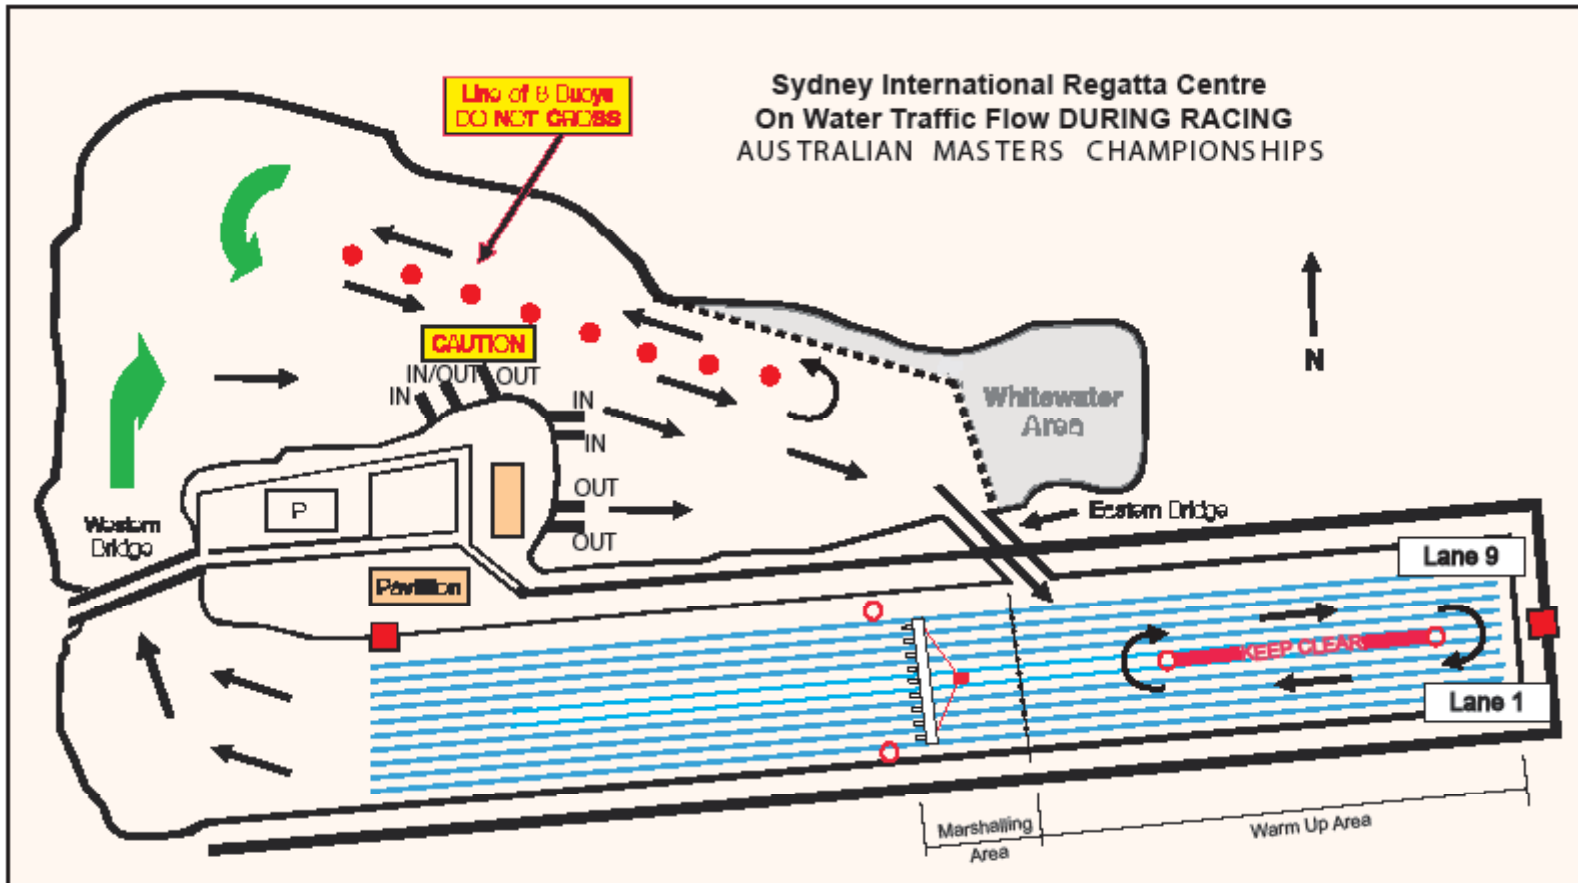 Sydney International Regatta Centre
On Water Traffic Flow DURING RACING
AUSTRALIAN MASTERS CHAMPIONSHIPS
Line of 8 Buoys
DO NOT CROSS
N
CAUTION
IN/OUT
OUT
IN
IN
IN
Whitewater
Area
OUT
OUT
P
Western
Bridge
Eastern Bridge
Pavillion
Lane 9
KEEP CLEAR
Lane 1
Marshalling
Area
Warm Up Area